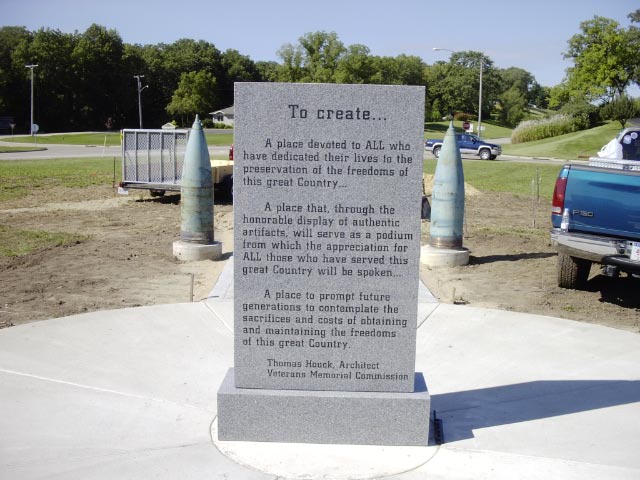 To create...
A place devoted to ALL who
have dedicated their lives to the
preservation of the freedoms of
this great Country...
A place that, through the
honorable display of authentic
artifacts, will serve as a podium
from which the appreciation for
ALL those who have served this
great Country will be spoken...
A place to prompt future
generations to contemplate the
sacrifices and costs of obtaining
and maintaining the freedoms
of this great Country.
Thomas Houck, Architect
Veterans Memorial Commission
F150